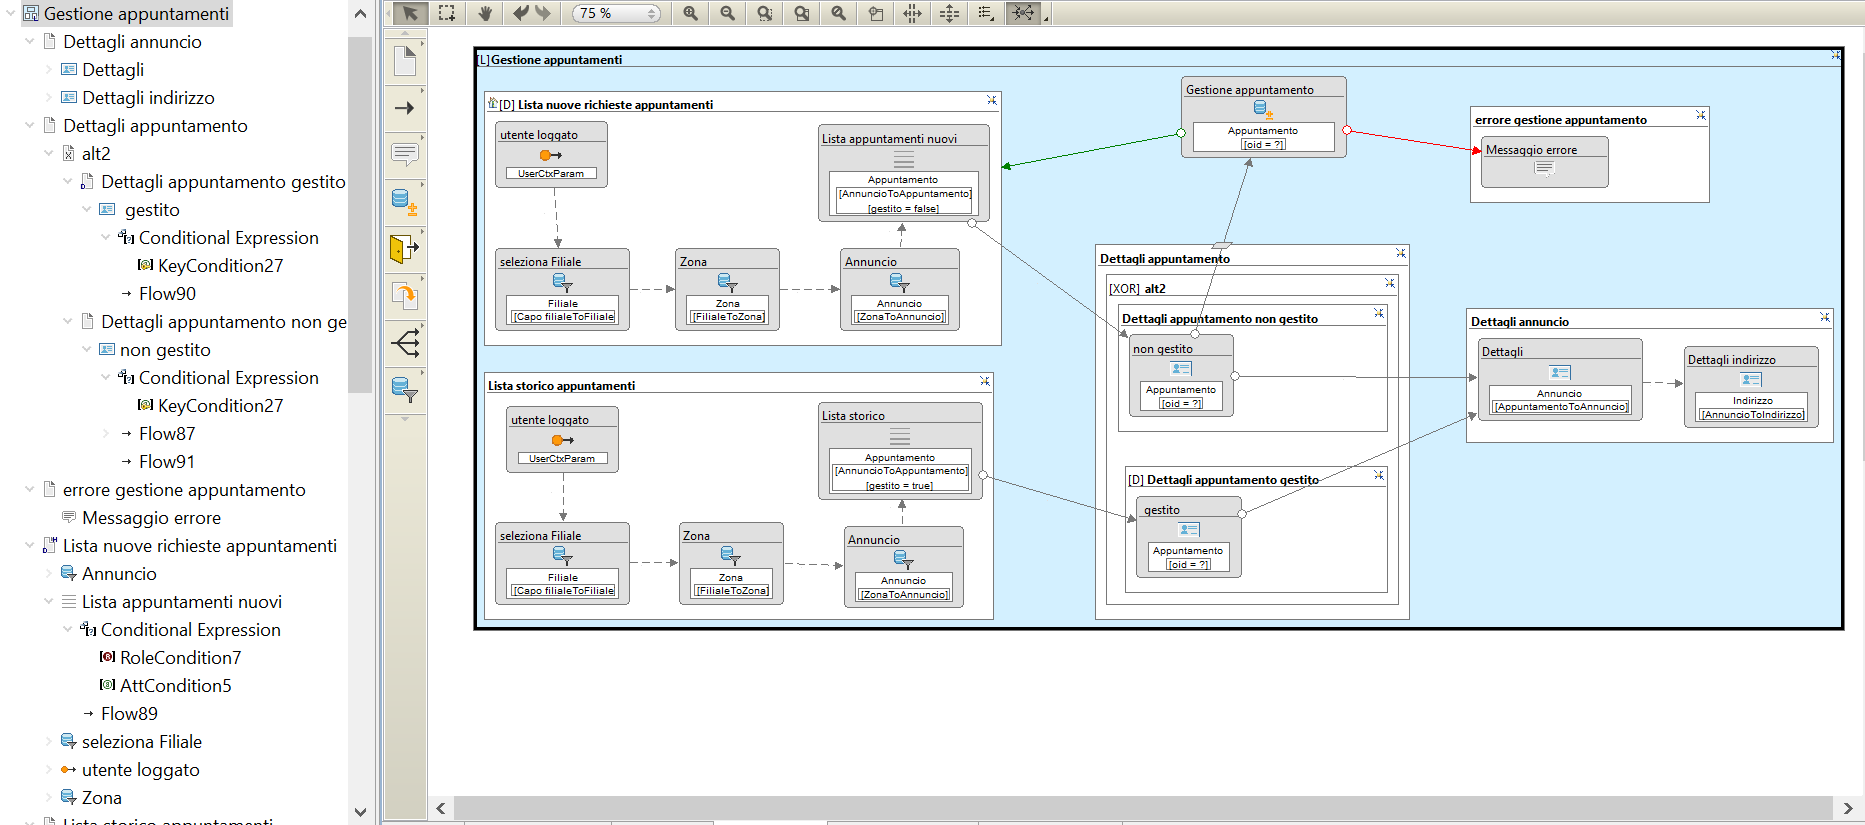 Gestione appuntamenti
Dettagli annuncio
Dettagli
Dettagli indirizzo
Dettagli appuntamento
alt2
Dettagli appuntamento gestito
gestito
Conditional Expression
KeyCondition27
Flow90
Dettagli appuntamento non ge
non gestito
Conditional Expression
KeyCondition27
Flow87
Flow91
errore gestione appuntamento
Messaggio errore
Lista nuove richieste appuntamenti
Annuncio
Lista appuntamenti nuovi
Conditional Expression
RoleCondition7
AttCondition5
Flow89
seleziona Filiale
utente loggato
Zona
Lista storico appuntamenti
75 %
[L]Gestione appuntamenti
[D] Lista nuove richieste appuntamenti
utente loggato
UserCtxParam
Lista appuntamenti nuovi
Appuntamento
[AnnuncioToAppuntamento]
[gestito = false]
seleziona Filiale
Filiale
[Capo filialeToFiliale
Zona
Zona
[FilialeToZona]
Annuncio
Annuncio
[ZonaToAnnuncio]
Gestione appuntamento
Appuntamento
[oid = ?]
errore gestione appuntamento
Messaggio errore
Dettagli appuntamento
[XOR] alt2
Dettagli appuntamento non gestito
non gestito
Appuntamento
[oid = ?]
[D] Dettagli appuntamento gestito
gestito
Appuntamento
[oid = ?]
Dettagli annuncio
Dettagli
Annuncio
[AppuntamentoToAnnuncio]
Dettagli indirizzo
Indirizzo
[AnnuncioToIndirizzo]
Lista storico appuntamenti
utente loggato
UserCtxParam
Lista storico
Appuntamento
[AnnuncioToAppuntamento]
[gestito = true]
seleziona Filiale
Filiale
[Capo filialeToFiliale
Zona
Zona
[FilialeToZona]
Annuncio
Annuncio
[ZonaToAnnuncio]